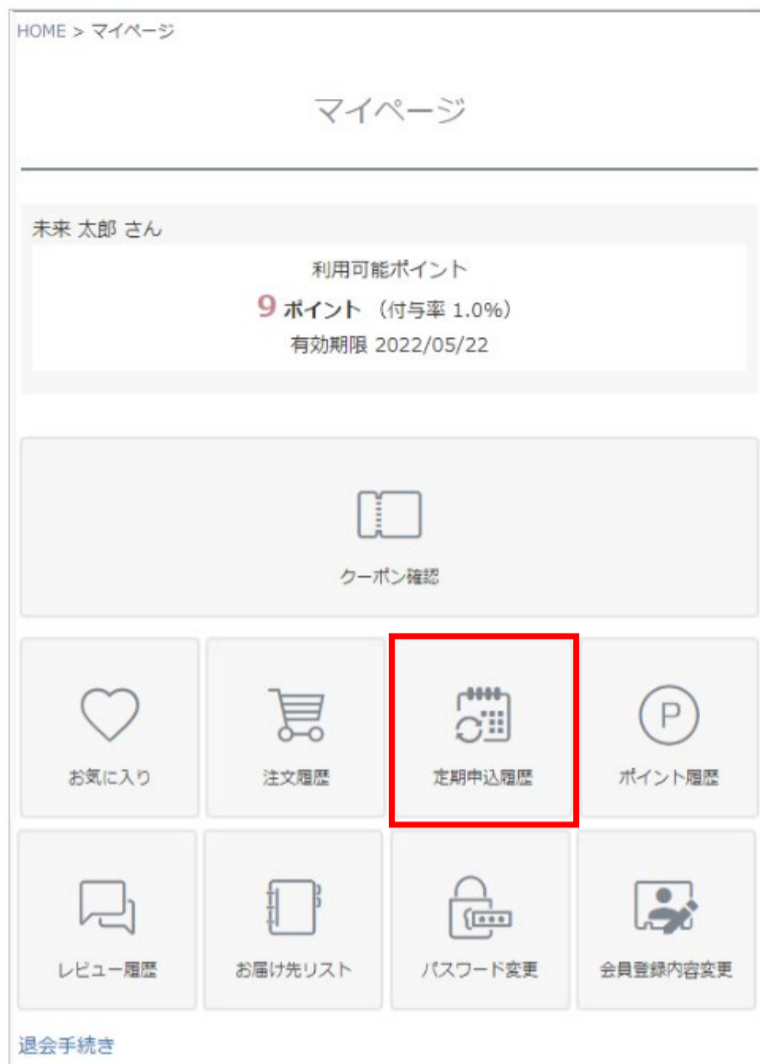 HOME > マイページ
マイページ
未来 太郎 さん
利用可能ポイント
9 ポイント （付与率 1.0%）
有効期限 2022/05/22
クーポン確認
お気に入り
注文履歴
定期申込履歴
P
ポイント履歴
レビュー履歴
お届け先リスト
パスワード変更
会員登録内容変更
退会手続き